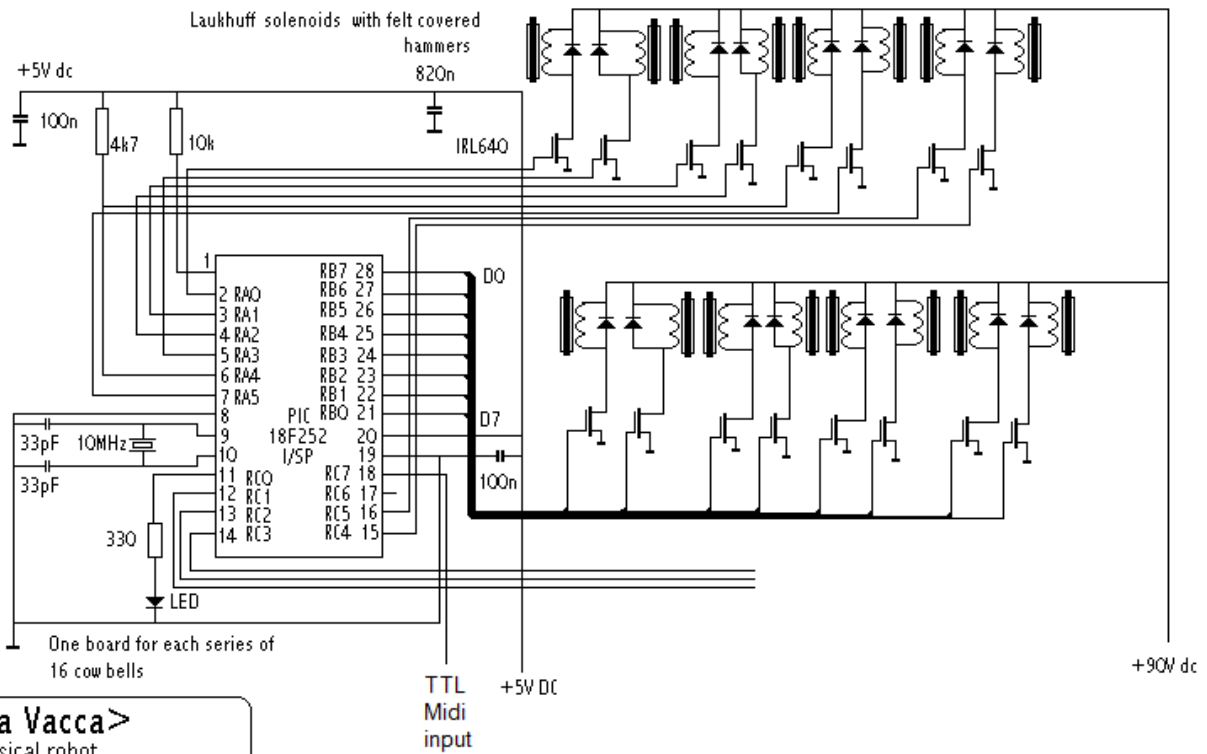 Laukhuff solenoids with felt covered
hammers
+5V dc
820n
100n
4k7
10k
IRL640
1
2 RA0
3 RA1
4 RA2
5 RA3
6 RA4
7 RA5
8
9
10
11 RC0
12 RC1
13 RC2
14 RC3
PIC
18F252
I/SP
RB7 28
RB6 27
RB5 26
RB4 25
RB3 24
RB2 23
RB1 22
RB0 21
20
19
RC7 18
RC6 17
RC5 16
RC4 15
D0
D7
33pF
10MHz
33pF
100n
330
LED
One board for each series of
16 cow bells
+90V dc
TTL
Midi
input
+5V DC
a Vacca>
sical robot